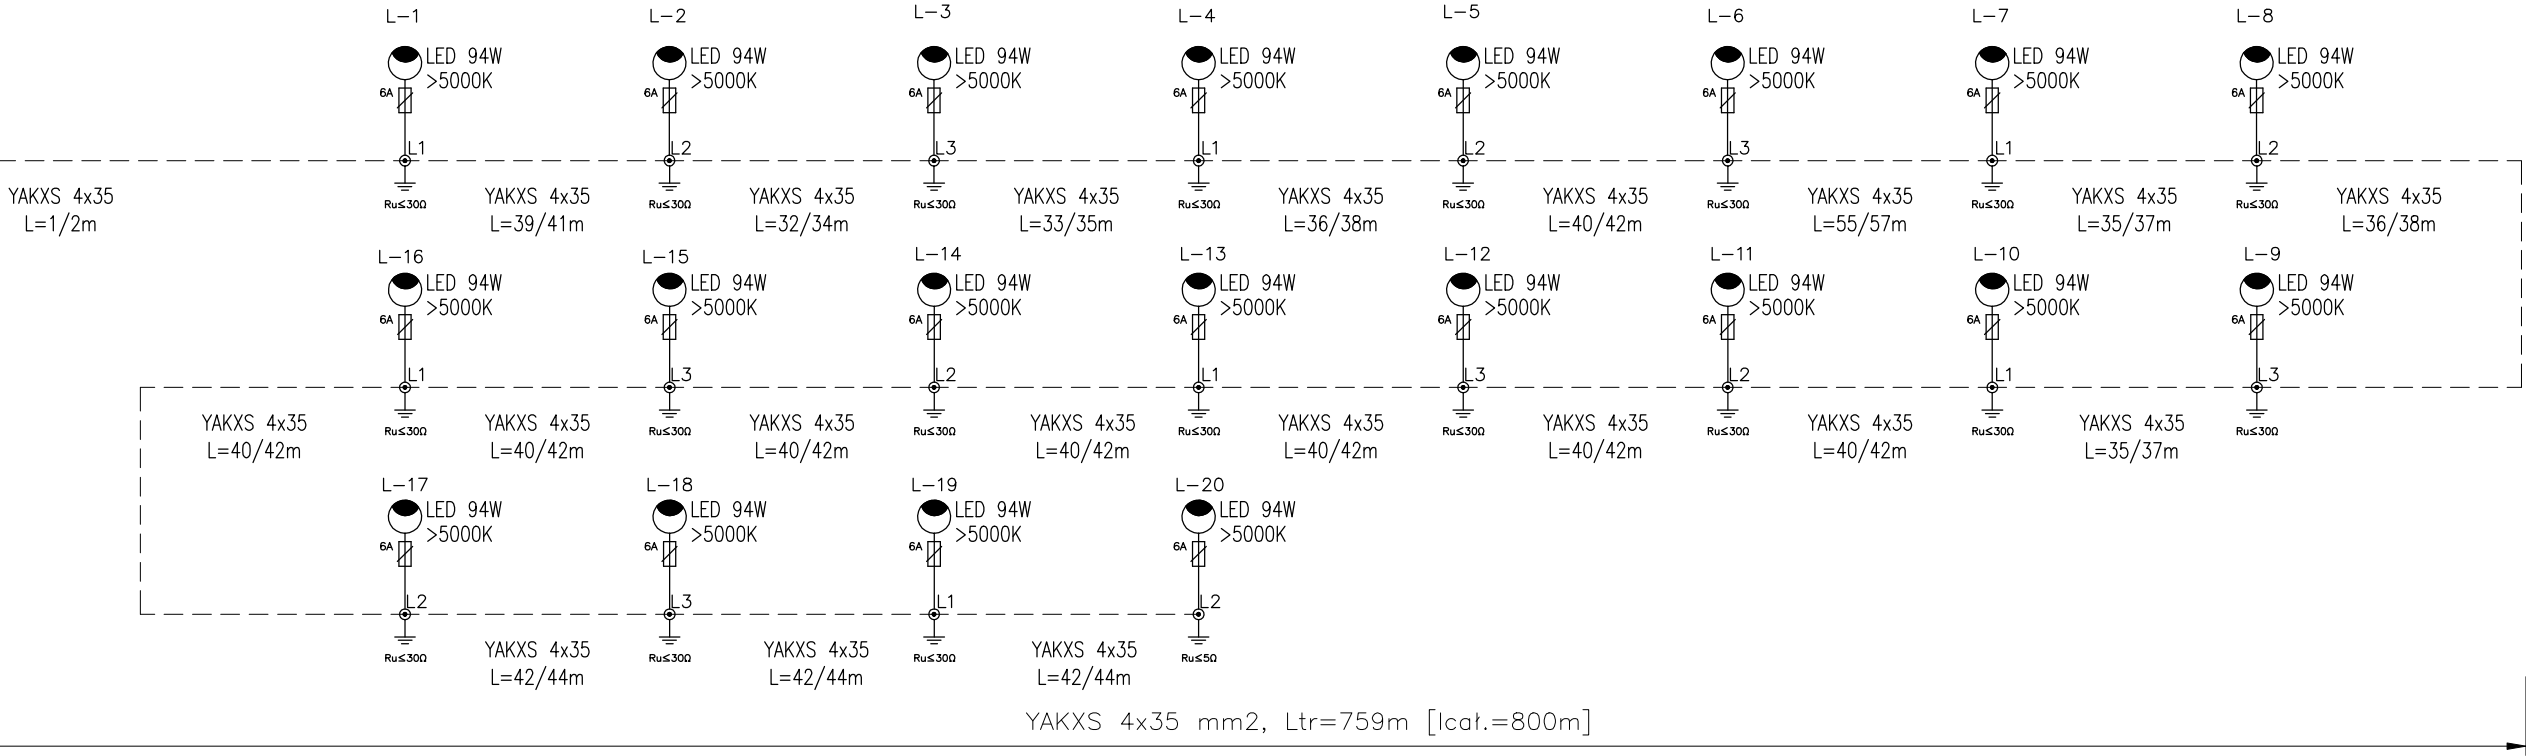 L-1 L-2 L-3 L-4 L-5 L-6 L-7 L-8
LED 94W LED 94W LED 94W LED 94W LED 94W LED 94W LED 94W LED 94W
>5000K >5000K >5000K >5000K >5000K >5000K >5000K >5000K
6A 6A 6A 6A 6A 6A 6A 6A
L1 L2 L3 L1 L2 L3 L1 L2
YAKXS 4x35 YAKXS 4x35 YAKXS 4x35 YAKXS 4x35 YAKXS 4x35 YAKXS 4x35 YAKXS 4x35 YAKXS 4x35 YAKXS 4x35
Ru≤30Ω Ru≤30Ω Ru≤30Ω Ru≤30Ω Ru≤30Ω Ru≤30Ω Ru≤30Ω Ru≤30Ω
L=1/2m L=39/41m L=32/34m L=33/35m L=36/38m L=40/42m L=55/57m L=35/37m L=36/38m
L-16 L-15 L-14 L-13 L-12 L-11 L-10 L-9
LED 94W LED 94W LED 94W LED 94W LED 94W LED 94W LED 94W LED 94W
>5000K >5000K >5000K >5000K >5000K >5000K >5000K >5000K
6A 6A 6A 6A 6A 6A 6A 6A
L1 L3 L2 L1 L3 L2 L1 L3
YAKXS 4x35 YAKXS 4x35 YAKXS 4x35 YAKXS 4x35 YAKXS 4x35 YAKXS 4x35 YAKXS 4x35 YAKXS 4x35
Ru≤30Ω Ru≤30Ω Ru≤30Ω Ru≤30Ω Ru≤30Ω Ru≤30Ω Ru≤30Ω Ru≤30Ω
L=40/42m L=40/42m L=40/42m L=40/42m L=40/42m L=40/42m L=40/42m L=35/37m
L-17 L-18 L-19 L-20
LED 94W LED 94W LED 94W LED 94W
>5000K >5000K >5000K >5000K
6A 6A 6A 6A
L2 L3 L1 L2
YAKXS 4x35 YAKXS 4x35 YAKXS 4x35
Ru≤30Ω Ru≤30Ω Ru≤30Ω Ru≤5Ω
L=42/44m L=42/44m L=42/44m
YAKXS 4x35 mm2, Ltr=759m [lcał.=800m]